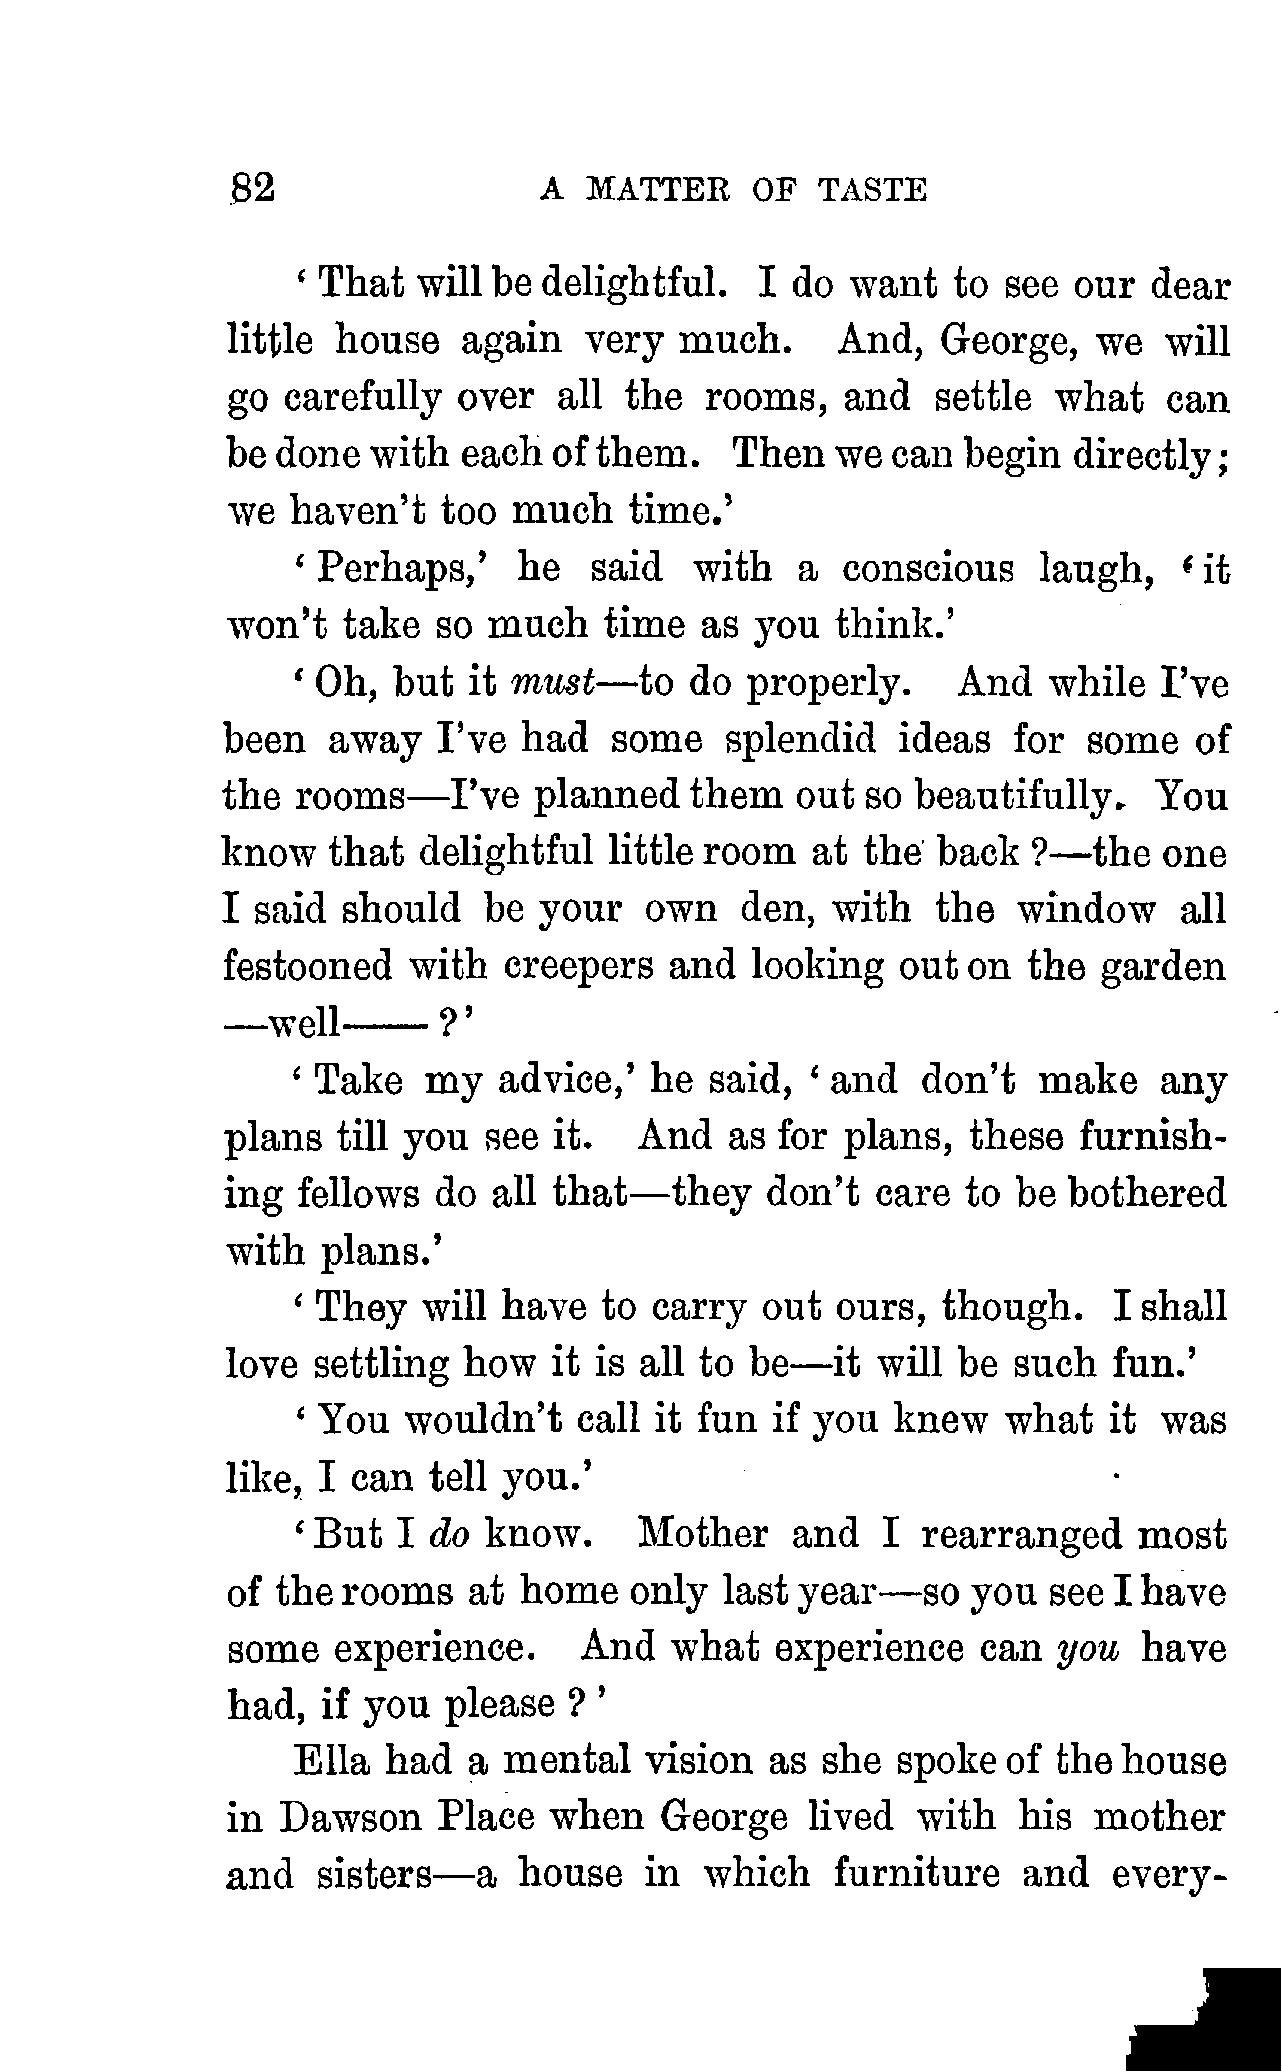 82 A MATTER OF TASTE
‘ That will be delightful. I do want to see our dear
little house again very much. And, George, we will
go carefully over all the rooms, and settle what can
be done with each of them. Then we can begin directly;
we haven’t too much time.’
‘ Perhaps,’ he said with a conscious laugh, ‘ it
won’t take so much time as you think.’
‘ Oh, but it must—to do properly. And while I’ve
been away I’ve had some splendid ideas for some of
the rooms—I’ve planned them out so beautifully. You
know that delightful little room at the back ?—the one
I said should be your own den, with the window all
festooned with creepers and looking out on the garden
—well—— ?’
‘ Take my advice,’ he said, ‘ and don’t make any
plans till you see it. And as for plans, these furnish-
ing fellows do all that—they don’t care to be bothered
with plans.’
‘ They will have to carry out ours, though. I shall
love settling how it is all to be—it will be such fun.’
‘ You wouldn’t call it fun if you knew what it was
like, I can tell you.’
‘ But I do know. Mother and I rearranged most
of the rooms at home only last year—so you see I have
some experience. And what experience can you have
had, if you please ? ’
Ella had a mental vision as she spoke of the house
in Dawson Place when George lived with his mother
and sisters—a house in which furniture and every-